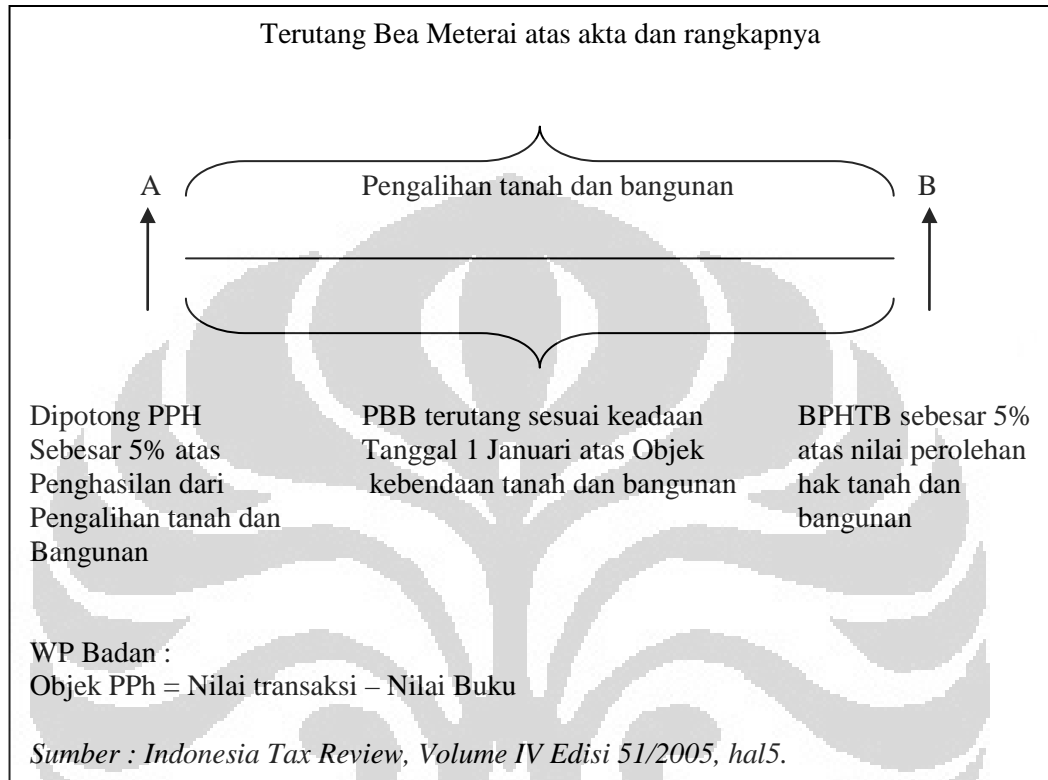 Terutang Bea Meterai atas akta dan rangkapnya
A Pengalihan tanah dan bangunan B
Dipotong PPH
Sebesar 5% atas
Penghasilan dari
Pengalihan tanah dan
Bangunan
PBB terutang sesuai keadaan
Tanggal 1 Januari atas Objek
kebendaan tanah dan bangunan
BPHTB sebesar 5%
atas nilai perolehan
hak tanah dan
bangunan
WP Badan :
Objek PPh = Nilai transaksi – Nilai Buku
Sumber : Indonesia Tax Review, Volume IV Edisi 51/2005, hal5.